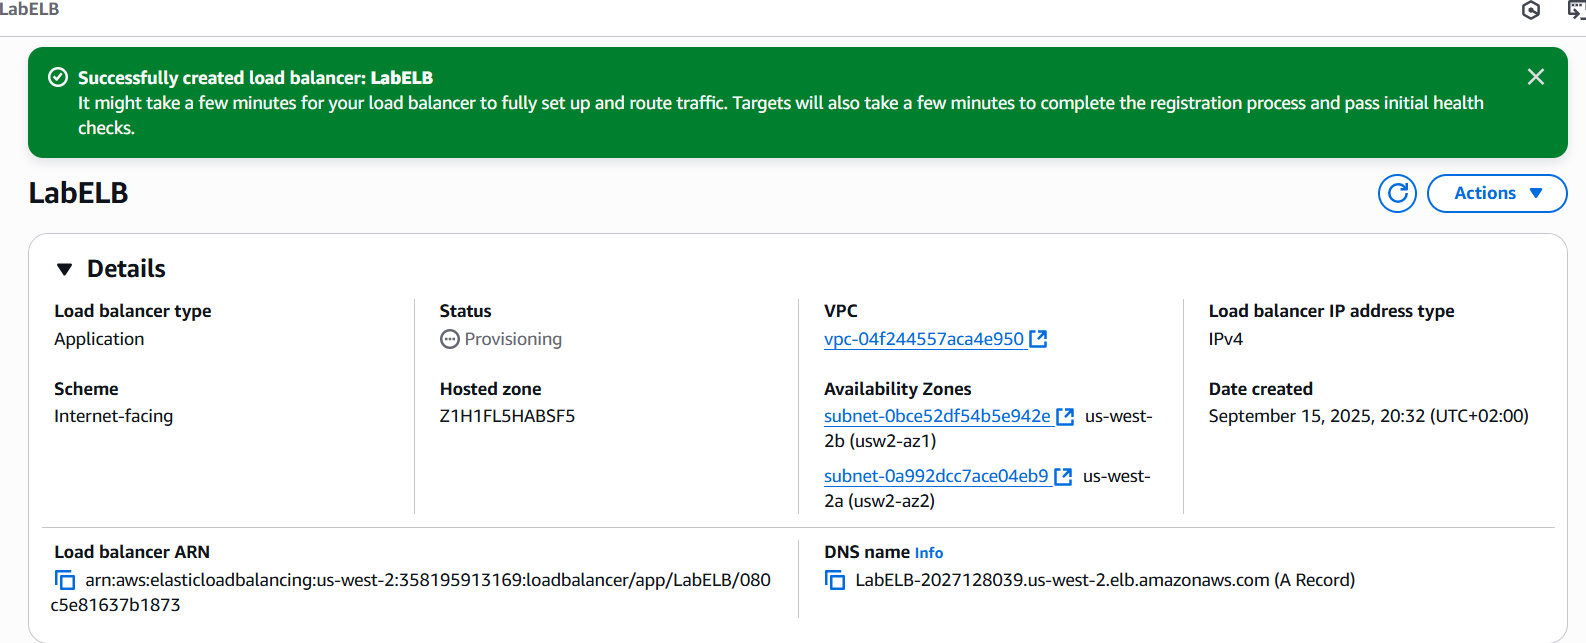 LabELB
Successfully created load balancer: LabELB
It might take a few minutes for your load balancer to fully set up and route traffic. Targets will also take a few minutes to complete the registration process and pass initial health
checks.
LabELB
Actions
Details
Load balancer type
Application
Status
Provisioning
VPC
vpc-04f244557aca4e950
Load balancer IP address type
IPv4
Scheme
Internet-facing
Hosted zone
Z1H1FL5HABSF5
Availability Zones
subnet-0bce52df54b5e942e us-west-
2b (usw2-az1)
subnet-0a992dcc7ace04eb9 us-west-
2a (usw2-az2)
Date created
September 15, 2025, 20:32 (UTC+02:00)
Load balancer ARN
arn:aws:elasticloadbalancing:us-west-2:358195913169:loadbalancer/app/LabELB/080
c5e81637b1873
DNS name Info
LabELB-2027128039.us-west-2.elb.amazonaws.com (A Record)